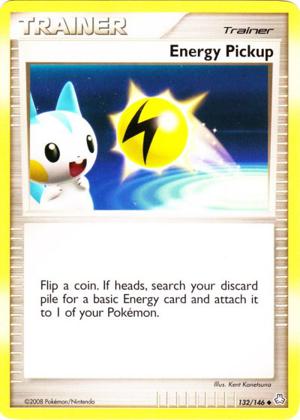 TRAINER
Trainer
Energy Pickup
Flip a coin. If heads, search your discard
pile for a basic Energy card and attach it
to 1 of your Pokémon.
Illus. Kent Kanetsuna
©2008 Pokémon/Nintendo
132/146